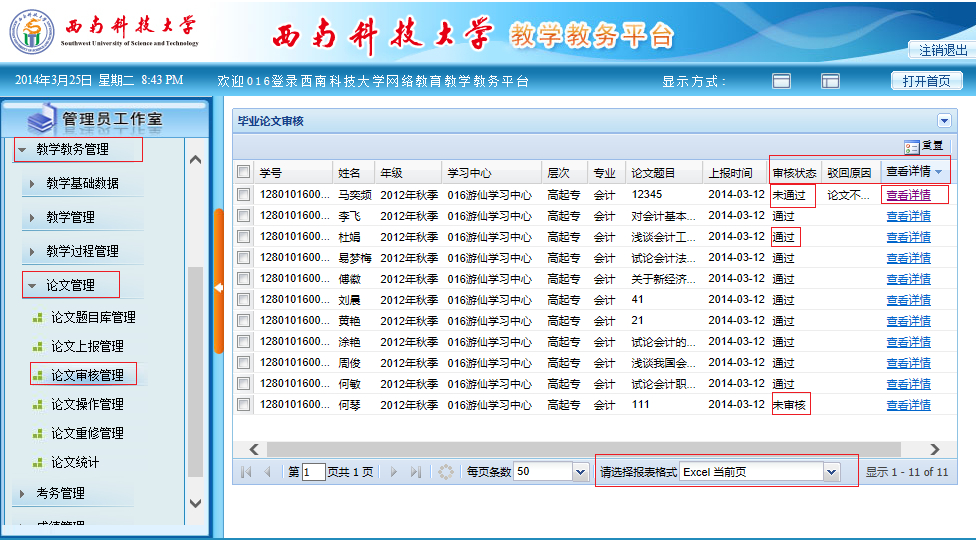 西南科技大学
Southwest University of Science and Technology
西南科技大学 教学教务平台
注销退出
2014年3月25日 星期二 8:43 PM 欢迎016登录西南科技大学网络教育教学教务平台 显示方式： 打开首页
管理员工作室
教学教务管理
教学基础数据
教学管理
教学过程管理
论文管理
论文题目库管理
论文上报管理
论文审核管理
论文操作管理
论文重修管理
论文统计
考务管理
成绩管理
毕业论文审核
重置
学号 姓名 年级 学习中心 层次 专业 论文题目 上报时间 审核状态 驳回原因 查看详情
1280101600... 马奕频 2012年秋季 016游仙学习中心 高起专 会计 12345 2014-03-12 未通过 论文不... 查看详情
1280101600... 李飞 2012年秋季 016游仙学习中心 高起专 会计 对会计基本... 2014-03-12 通过 查看详情
1280101600... 杜娟 2012年秋季 016游仙学习中心 高起专 会计 浅谈会计工... 2014-03-12 通过 查看详情
1280101600... 易梦梅 2012年秋季 016游仙学习中心 高起专 会计 试论会计法... 2014-03-12 通过 查看详情
1280101600... 傅徽 2012年秋季 016游仙学习中心 高起专 会计 关于新经济... 2014-03-12 通过 查看详情
1280101600... 刘晨 2012年秋季 016游仙学习中心 高起专 会计 41 2014-03-12 通过 查看详情
1280101600... 黄艳 2012年秋季 016游仙学习中心 高起专 会计 21 2014-03-12 通过 查看详情
1280101600... 涂艳 2012年秋季 016游仙学习中心 高起专 会计 试论会计的... 2014-03-12 通过 查看详情
1280101600... 周俊 2012年秋季 016游仙学习中心 高起专 会计 浅谈我国会... 2014-03-12 通过 查看详情
1280101600... 何敏 2012年秋季 016游仙学习中心 高起专 会计 试论会计职... 2014-03-12 通过 查看详情
1280101600... 何琴 2012年秋季 016游仙学习中心 高起专 会计 111 2014-03-12 未审核 查看详情
第 1 页共 1 页 每页条数 50 请选择报表格式 Excel 当前页 显示 1 - 11 of 11